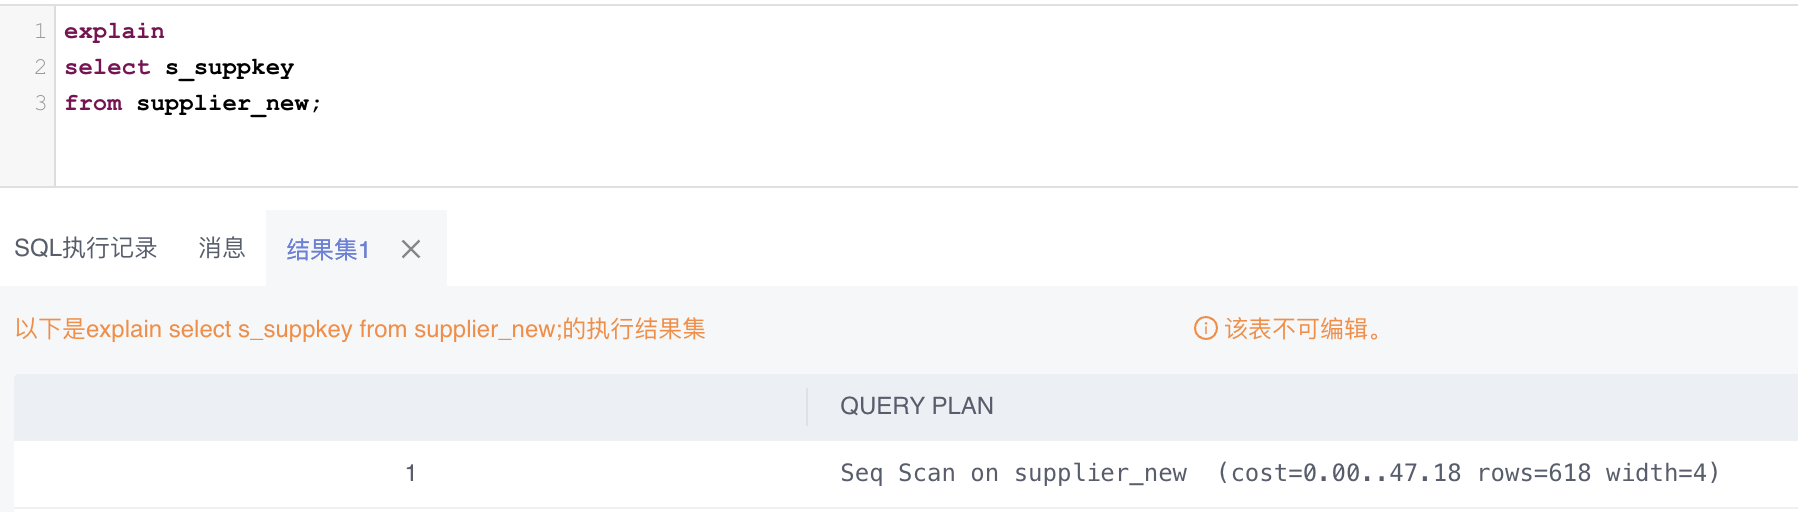 1 explain
2 select s_suppkey
3 from supplier_new;
SQL执行记录 消息 结果集1
以下是explain select s_suppkey from supplier_new;的执行结果集 该表不可编辑。
QUERY PLAN
1 Seq Scan on supplier_new (cost=0.00..47.18 rows=618 width=4)